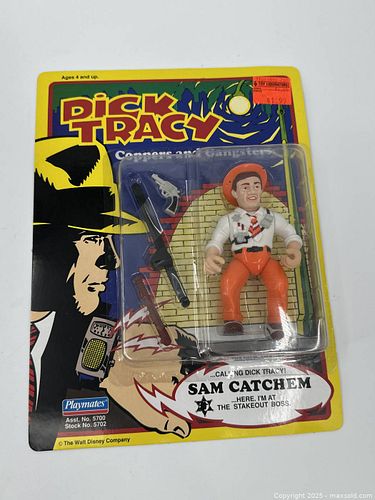 Ages 4 and up.
DICK
TRACY
Coppers and Gangsters
...CALLING DICK TRACY!
SAM CATCHEM
...HERE. I'M AT
THE STAKEOUT BOSS.
Playmates
Asst. No. 5700
Stock No. 5702
© The Walt Disney Company
Copyright © 2025 - maxsold.com